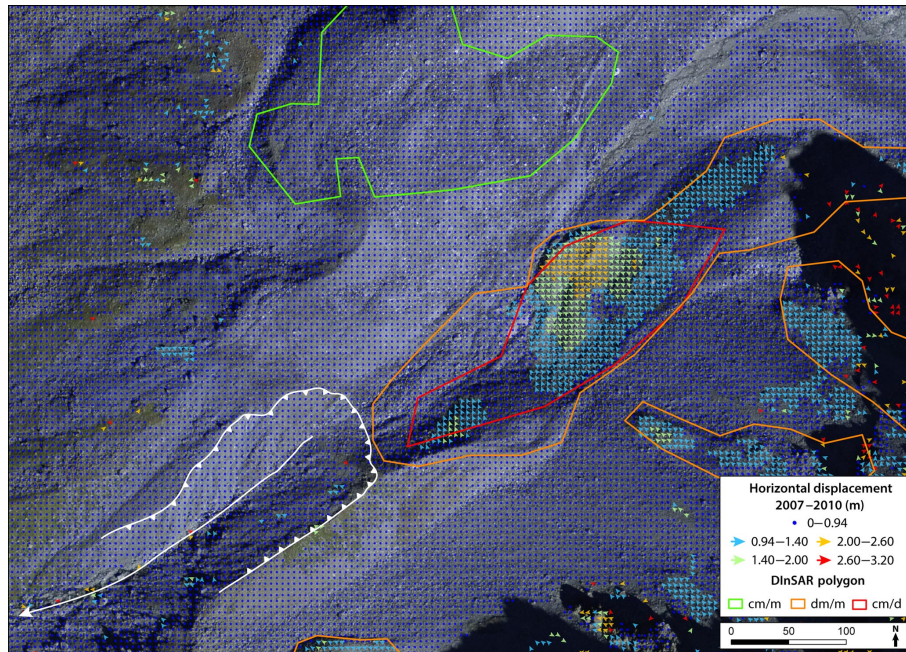 Horizontal displacement
2007–2010 (m)
0–0.94
0.94–1.40 2.00–2.60
1.40–2.00 2.60–3.20
DInSAR polygon
cm/m dm/m cm/d
0 50 100 N